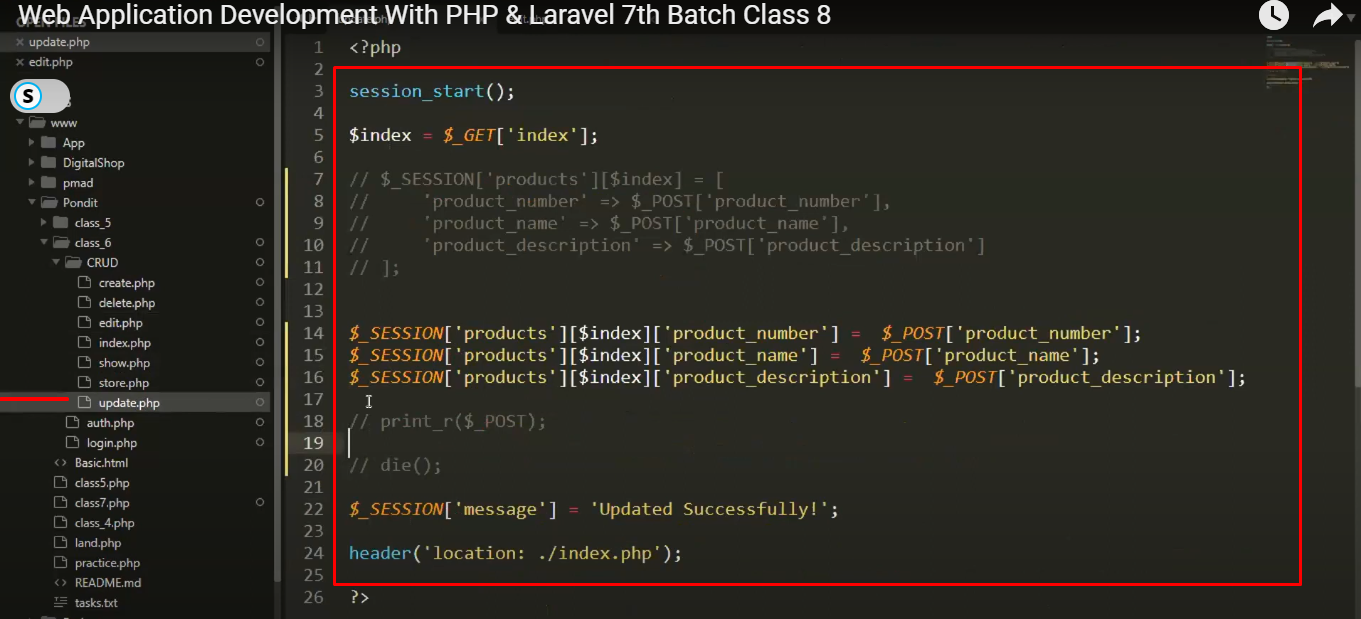 Web Application Development With PHP & Laravel 7th Batch Class 8
OPEN FILES
× update.php
× edit.php
S
www
App
DigitalShop
pmad
Pondit
class_5
class_6
CRUD
create.php
delete.php
edit.php
index.php
show.php
store.php
update.php
auth.php
login.php
<> Basic.html
class5.php
class7.php
class_4.php
land.php
practice.php
<> README.md
tasks.txt
1 <?php
2
3 session_start();
4
5 $index = $_GET['index'];
6
7 // $_SESSION['products'][$index] = [
8 //     'product_number' => $_POST['product_number'],
9 //     'product_name' => $_POST['product_name'],
10 //     'product_description' => $_POST['product_description']
11 // ];
12
13
14 $_SESSION['products'][$index]['product_number'] =  $_POST['product_number'];
15 $_SESSION['products'][$index]['product_name'] =  $_POST['product_name'];
16 $_SESSION['products'][$index]['product_description'] =  $_POST['product_description'];
17
18 // print_r($_POST);
19
20 // die();
21
22 $_SESSION['message'] = 'Updated Successfully!';
23
24 header('location: ./index.php');
25
26 ?>